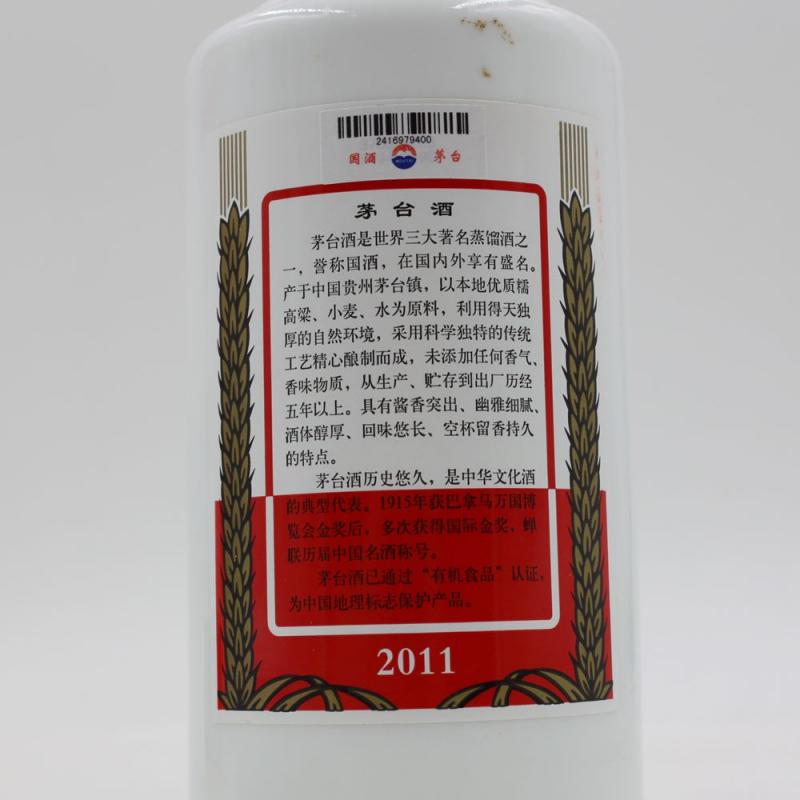 2416979400
国酒 茅台
茅台酒
茅台酒是世界三大著名蒸馏酒之
一，誉称国酒，在国内外享有盛名。
产于中国贵州茅台镇，以本地优质糯
高粱、小麦、水为原料，利用得天独
厚的自然环境，采用科学独特的传统
工艺精心酿制而成，未添加任何香气、
香味物质，从生产、贮存到出厂历经
五年以上。具有酱香突出、幽雅细腻、
酒体醇厚、回味悠长、空杯留香持久
的特点。
茅台酒历史悠久，是中华文化酒
的典型代表。1915年获巴拿马万国博
览会金奖后，多次获得国际金奖，蝉
联历届中国名酒称号。
茅台酒已通过“有机食品”认证，
为中国地理标志保护产品。
2011